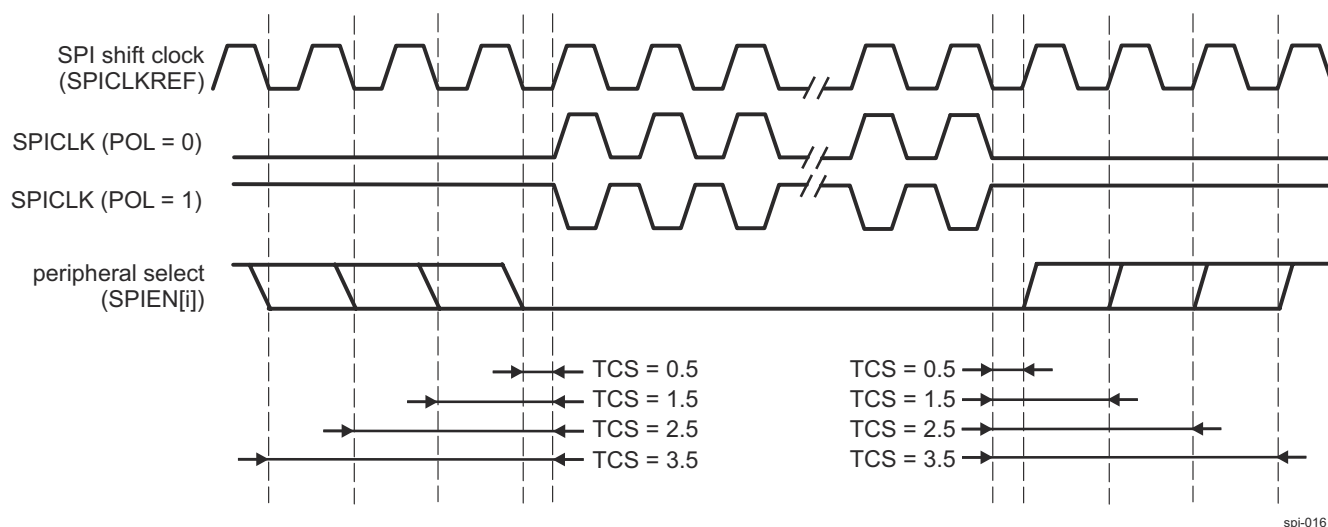 SPI shift clock
(SPICLKREF)
SPICLK (POL = 0)
SPICLK (POL = 1)
peripheral select
(SPIEN[i])
TCS = 0.5
TCS = 1.5
TCS = 2.5
TCS = 3.5
TCS = 0.5
TCS = 1.5
TCS = 2.5
TCS = 3.5
spi-016